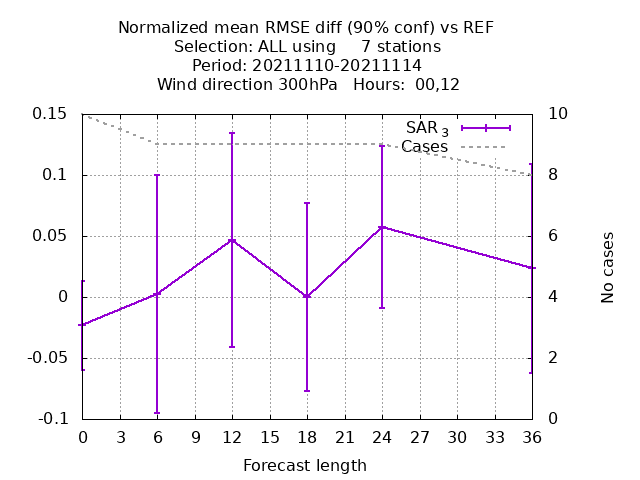 Normalized mean RMSE diff (90% conf) vs REF
Selection: ALL using     7 stations
Period: 20211110-20211114
Wind direction 300hPa   Hours:  00,12
0.15
0.1
0.05
0
-0.05
-0.1
10
8
6
4
2
0
SAR 3
Cases
No cases
0 3 6 9 12 15 18 21 24 27 30 33 36
Forecast length